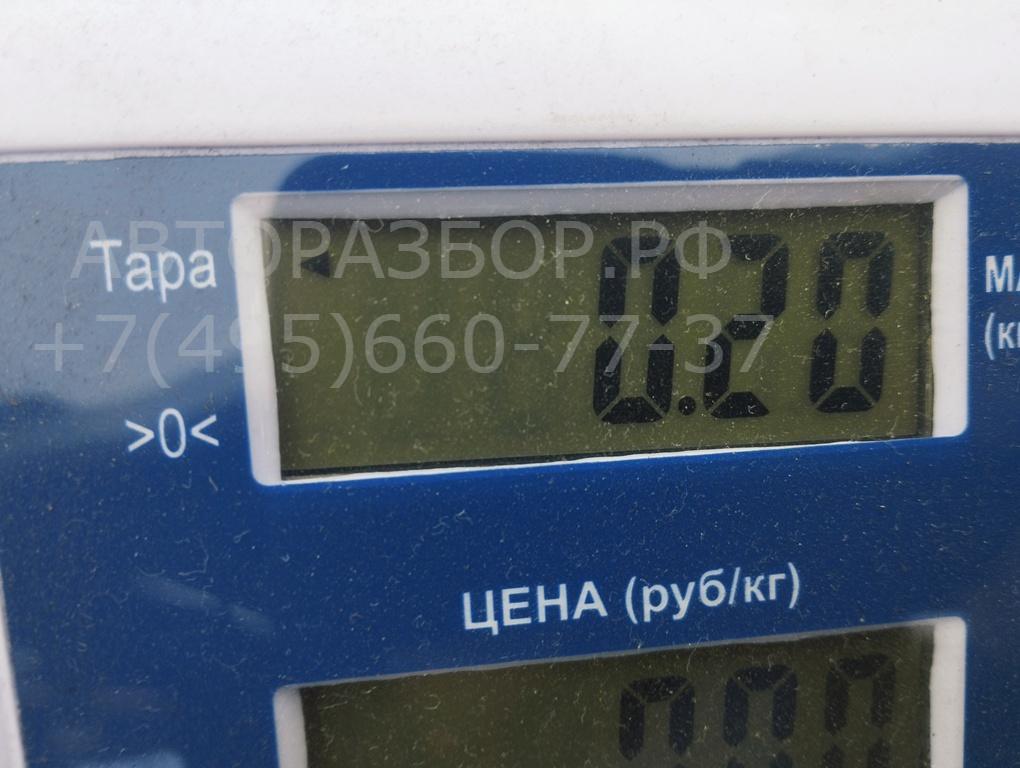 АВТОРАЗБОР.РФ
Тара
0.20
+7(495)660-77-37
>0<
ЦЕНА (руб/кг)